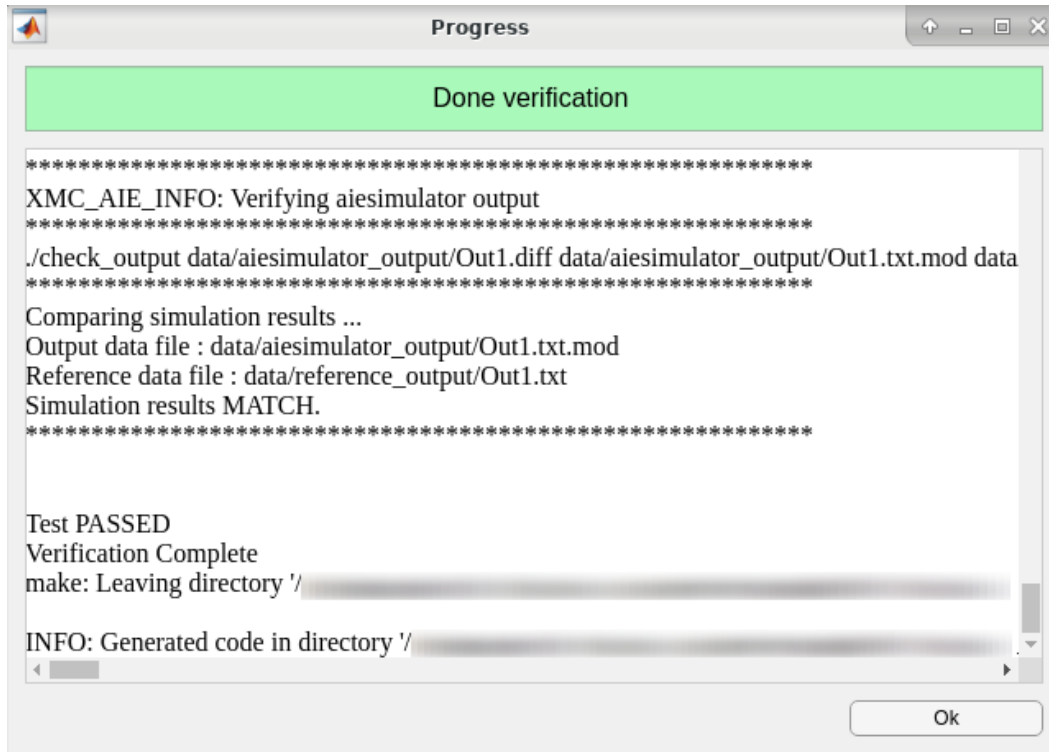 Progress
Done verification
************************************************************
XMC_AIE_INFO: Verifying aiesimulator output
************************************************************
./check_output data/aiesimulator_output/Out1.diff data/aiesimulator_output/Out1.txt.mod data
************************************************************
Comparing simulation results ...
Output data file : data/aiesimulator_output/Out1.txt.mod
Reference data file : data/reference_output/Out1.txt
Simulation results MATCH.
************************************************************
Test PASSED
Verification Complete
make: Leaving directory '/
INFO: Generated code in directory '/
Ok